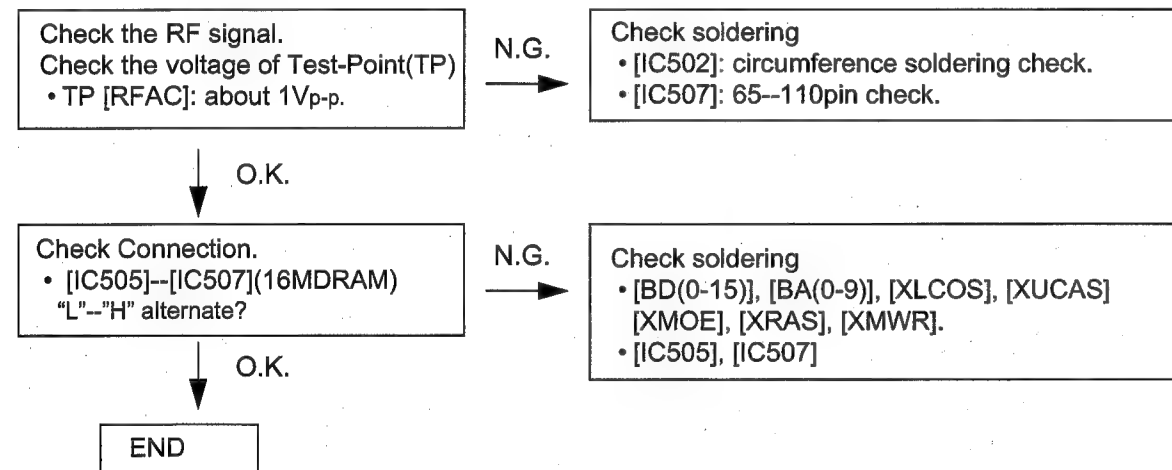 Check the RF signal.
Check the voltage of Test-Point(TP)
• TP [RFAC]: about 1Vp-p.
N.G.
Check soldering
• [IC502]: circumference soldering check.
• [IC507]: 65--110pin check.
O.K.
Check Connection.
• [IC505]--[IC507](16MDRAM)
"L"--"H" alternate?
N.G.
Check soldering
• [BD(0-15)], [BA(0-9)], [XLCOS], [XUCAS]
[XMOE], [XRAS], [XMWR].
• [IC505], [IC507]
O.K.
END